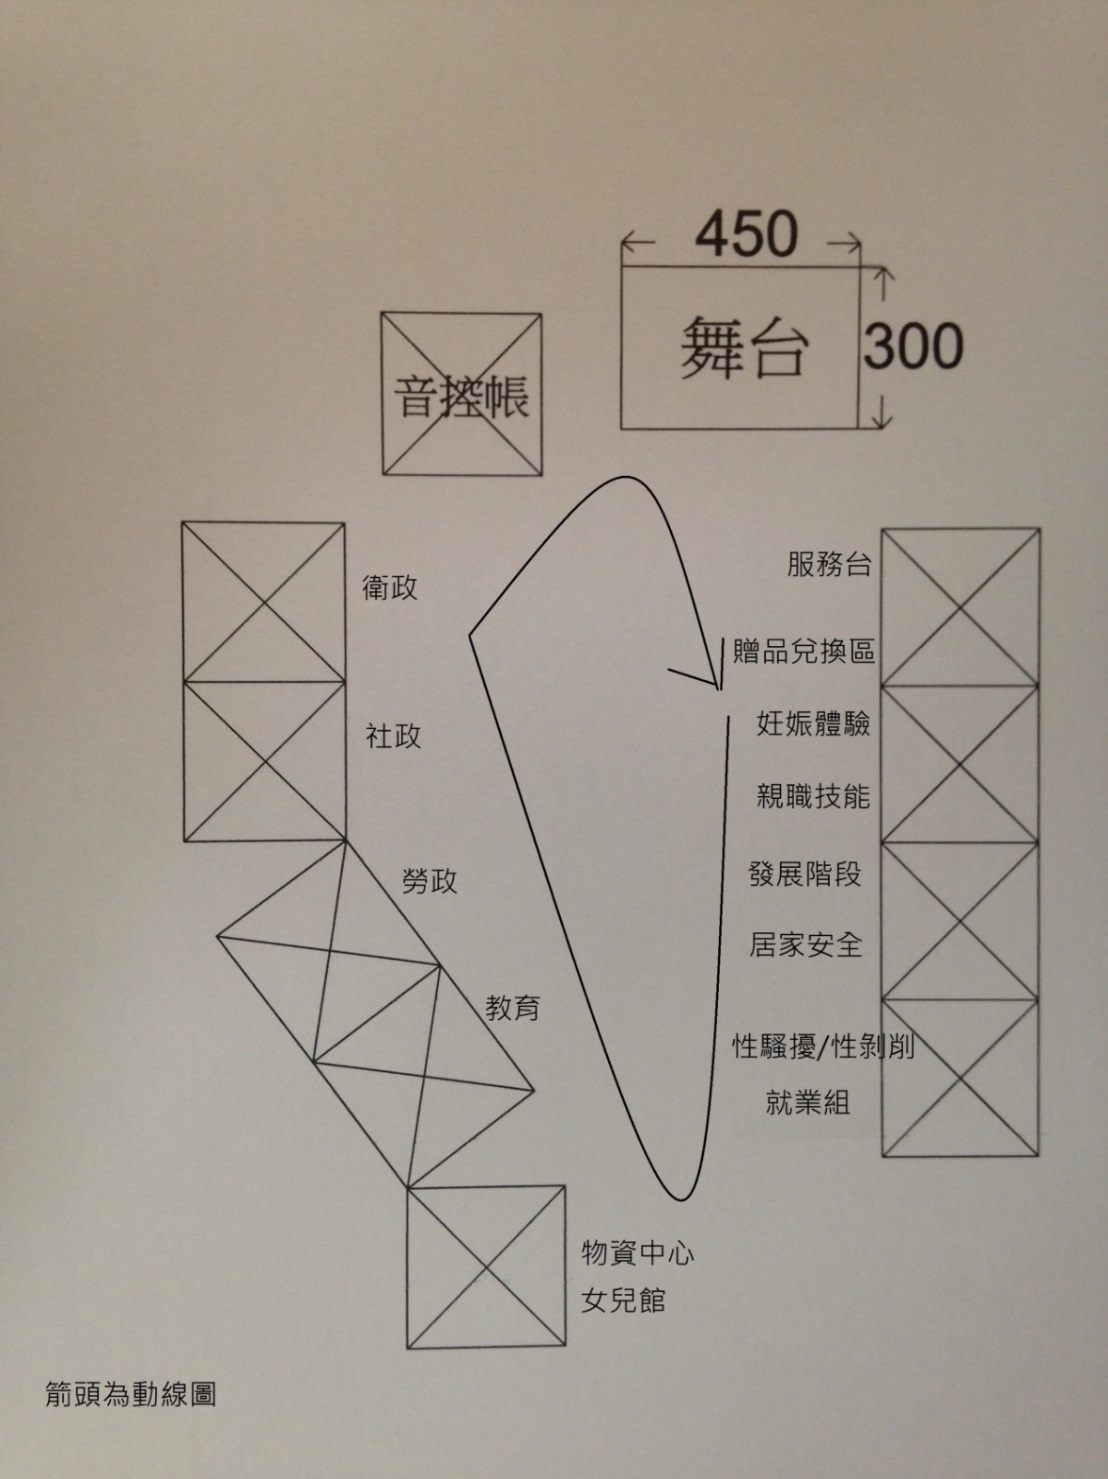 450
舞台
300
音控帳
衛政
服務台
贈品兌換區
社政
妊娠體驗
親職技能
勞政
發展階段
居家安全
教育
性騷擾/性剝削
就業組
物資中心
女兒館
箭頭為動線圖